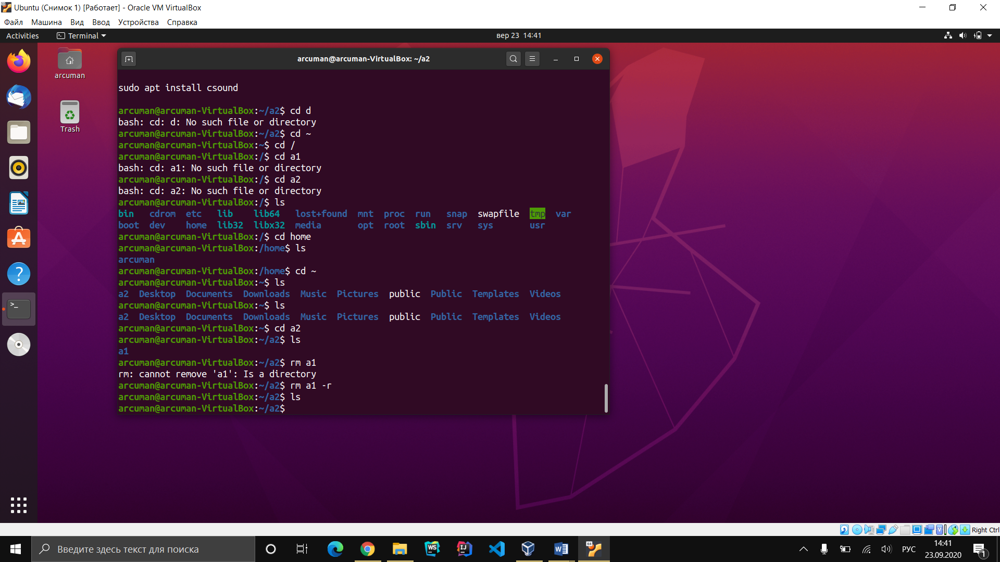 Ubuntu (Снимок 1) [Работает] - Oracle VM VirtualBox
Файл Машина Вид Ввод Устройства Справка
Activities Terminal вер 23 14:41
arcuman
Trash
arcuman@arcuman-VirtualBox: ~/a2
sudo apt install csound
arcuman@arcuman-VirtualBox:~/a2$ cd d
bash: cd: d: No such file or directory
arcuman@arcuman-VirtualBox:~/a2$ cd ~
arcuman@arcuman-VirtualBox:~$ cd /
arcuman@arcuman-VirtualBox:/$ cd a1
bash: cd: a1: No such file or directory
arcuman@arcuman-VirtualBox:/$ cd a2
bash: cd: a2: No such file or directory
arcuman@arcuman-VirtualBox:/$ ls
bin cdrom etc lib lib64 lost+found mnt proc run snap swapfile tmp var
boot dev home lib32 libx32 media opt root sbin srv sys usr
arcuman@arcuman-VirtualBox:/$ cd home
arcuman@arcuman-VirtualBox:/home$ ls
arcuman
arcuman@arcuman-VirtualBox:/home$ cd ~
arcuman@arcuman-VirtualBox:~$ ls
a2 Desktop Documents Downloads Music Pictures public Public Templates Videos
arcuman@arcuman-VirtualBox:~$ ls
a2 Desktop Documents Downloads Music Pictures public Public Templates Videos
arcuman@arcuman-VirtualBox:~$ cd a2
arcuman@arcuman-VirtualBox:~/a2$ ls
a1
arcuman@arcuman-VirtualBox:~/a2$ rm a1
rm: cannot remove 'a1': Is a directory
arcuman@arcuman-VirtualBox:~/a2$ rm a1 -r
arcuman@arcuman-VirtualBox:~/a2$ ls
arcuman@arcuman-VirtualBox:~/a2$
Right Ctrl
Введите здесь текст для поиска
WS
IJ
64
РУС
14:41
23.09.2020
1